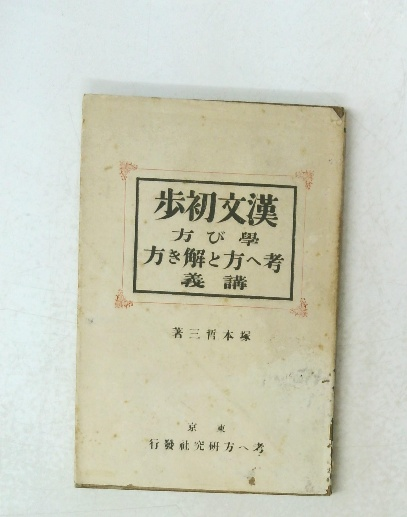 漢文初歩
學び方
考へ方と解き方
講義
塚本哲三著
東京
考へ方研究社發行